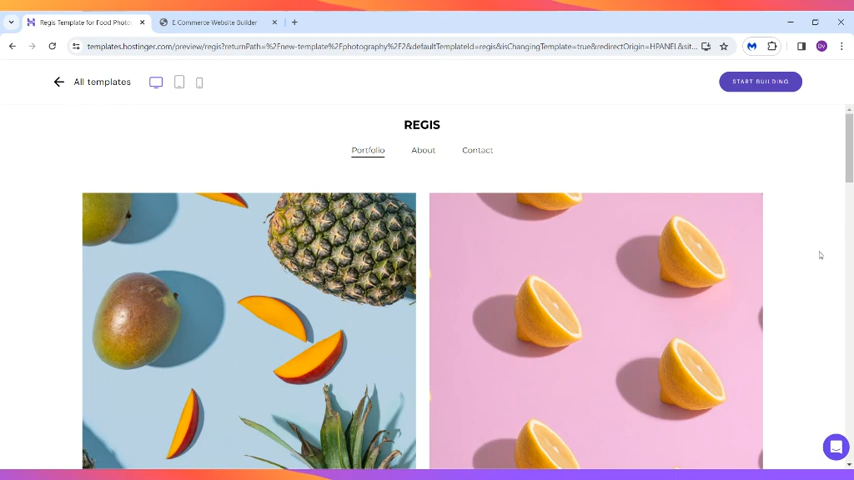 Regis Template for Food Photo
E Commerce Website Builder
templates.hostinger.com/preview/regis?returnPath=%2Fnew-template%2Fphotography%2F2&defaultTemplateId=regis&isChangingTemplate=true&redirectOrigin=HPANEL&sit...
Dv
All templates
START BUILDING
REGIS
Portfolio About Contact